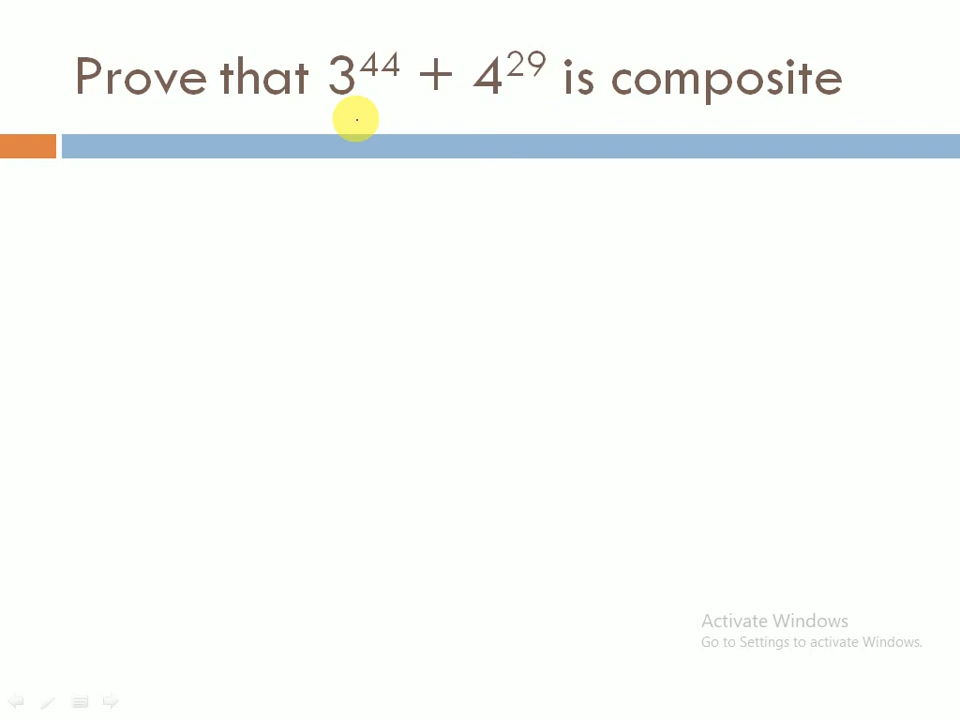 Prove that 3⁴⁴ + 4²⁹ is composite
Activate Windows
Go to Settings to activate Windows.